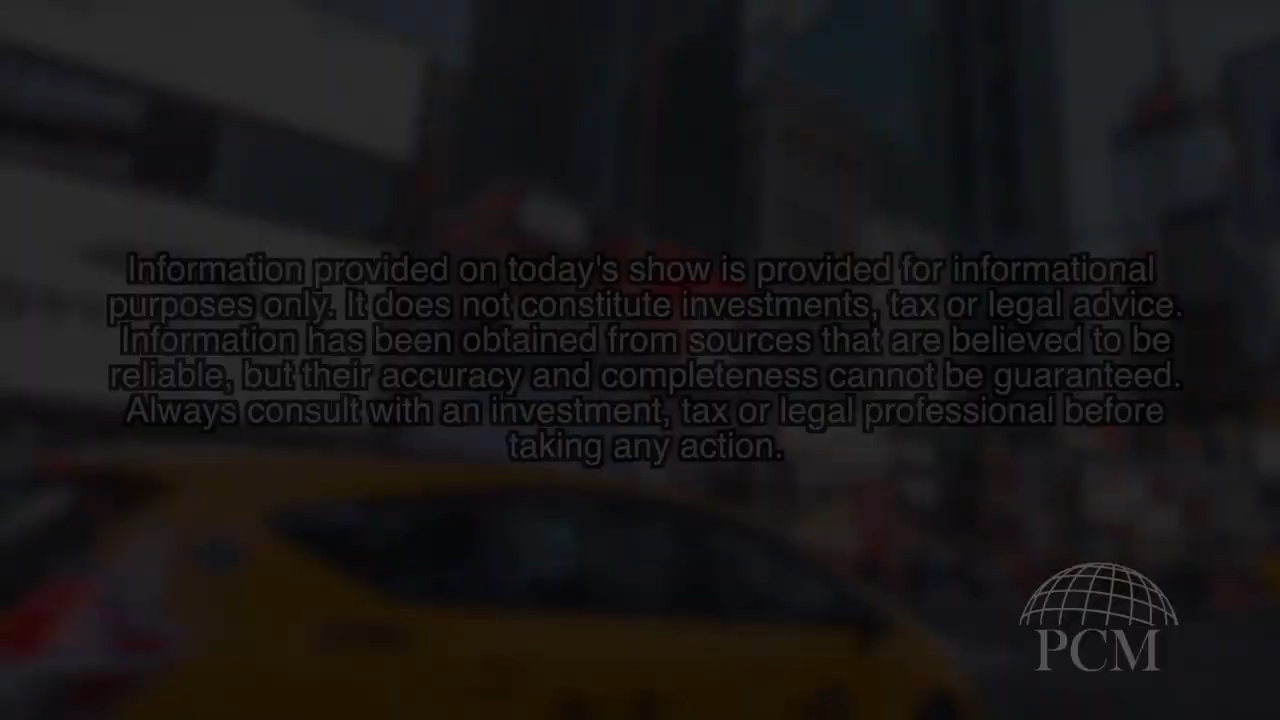 Information provided on today's show is provided for informational
purposes only. It does not constitute investments, tax or legal advice.
Information has been obtained from sources that are believed to be
reliable, but their accuracy and completeness cannot be guaranteed.
Always consult with an investment, tax or legal professional before
taking any action.
PCM